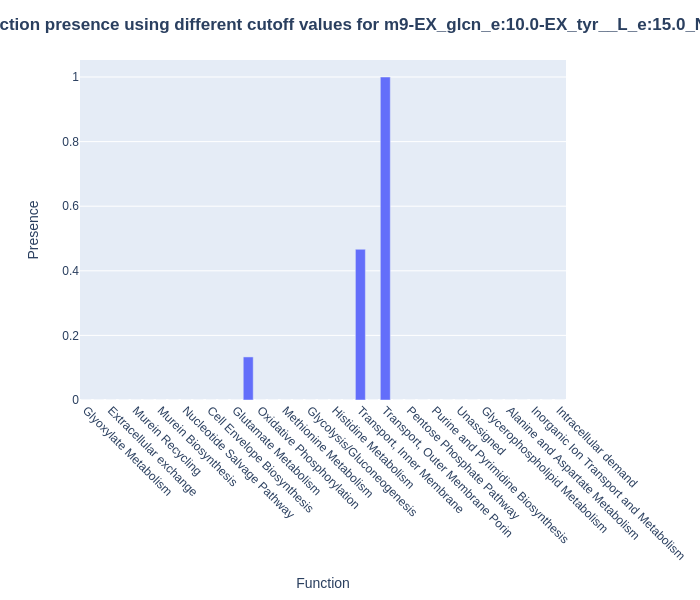 ction presence using different cutoff values for m9-EX_glcn_e:10.0-EX_tyr__L_e:15.0_N
Presence
1
0.8
0.6
0.4
0.2
0
Glyoxylate Metabolism
Extracellular exchange
Murein Recycling
Murein Biosynthesis
Nucleotide Salvage Pathway
Cell Envelope Biosynthesis
Glutamate Metabolism
Oxidative Phosphorylation
Methionine Metabolism
Glycolysis/Gluconeogenesis
Histidine Metabolism
Transport, Inner Membrane
Transport, Outer Membrane Porin
Pentose Phosphate Pathway
Purine and Pyrimidine Biosynthesis
Unassigned
Glycerophospholipid Metabolism
Alanine and Aspartate Metabolism
Inorganic Ion Transport and Metabolism
Intracellular demand
Function